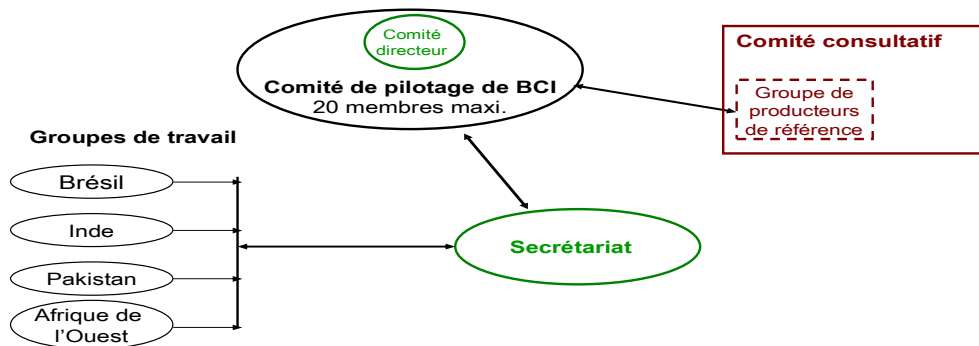 Comité
directeur
Comité de pilotage de BCI
20 membres maxi.
Comité consultatif
Groupe de
producteurs
de référence
Groupes de travail
Brésil
Inde
Pakistan
Afrique de
l’Ouest
Secrétariat